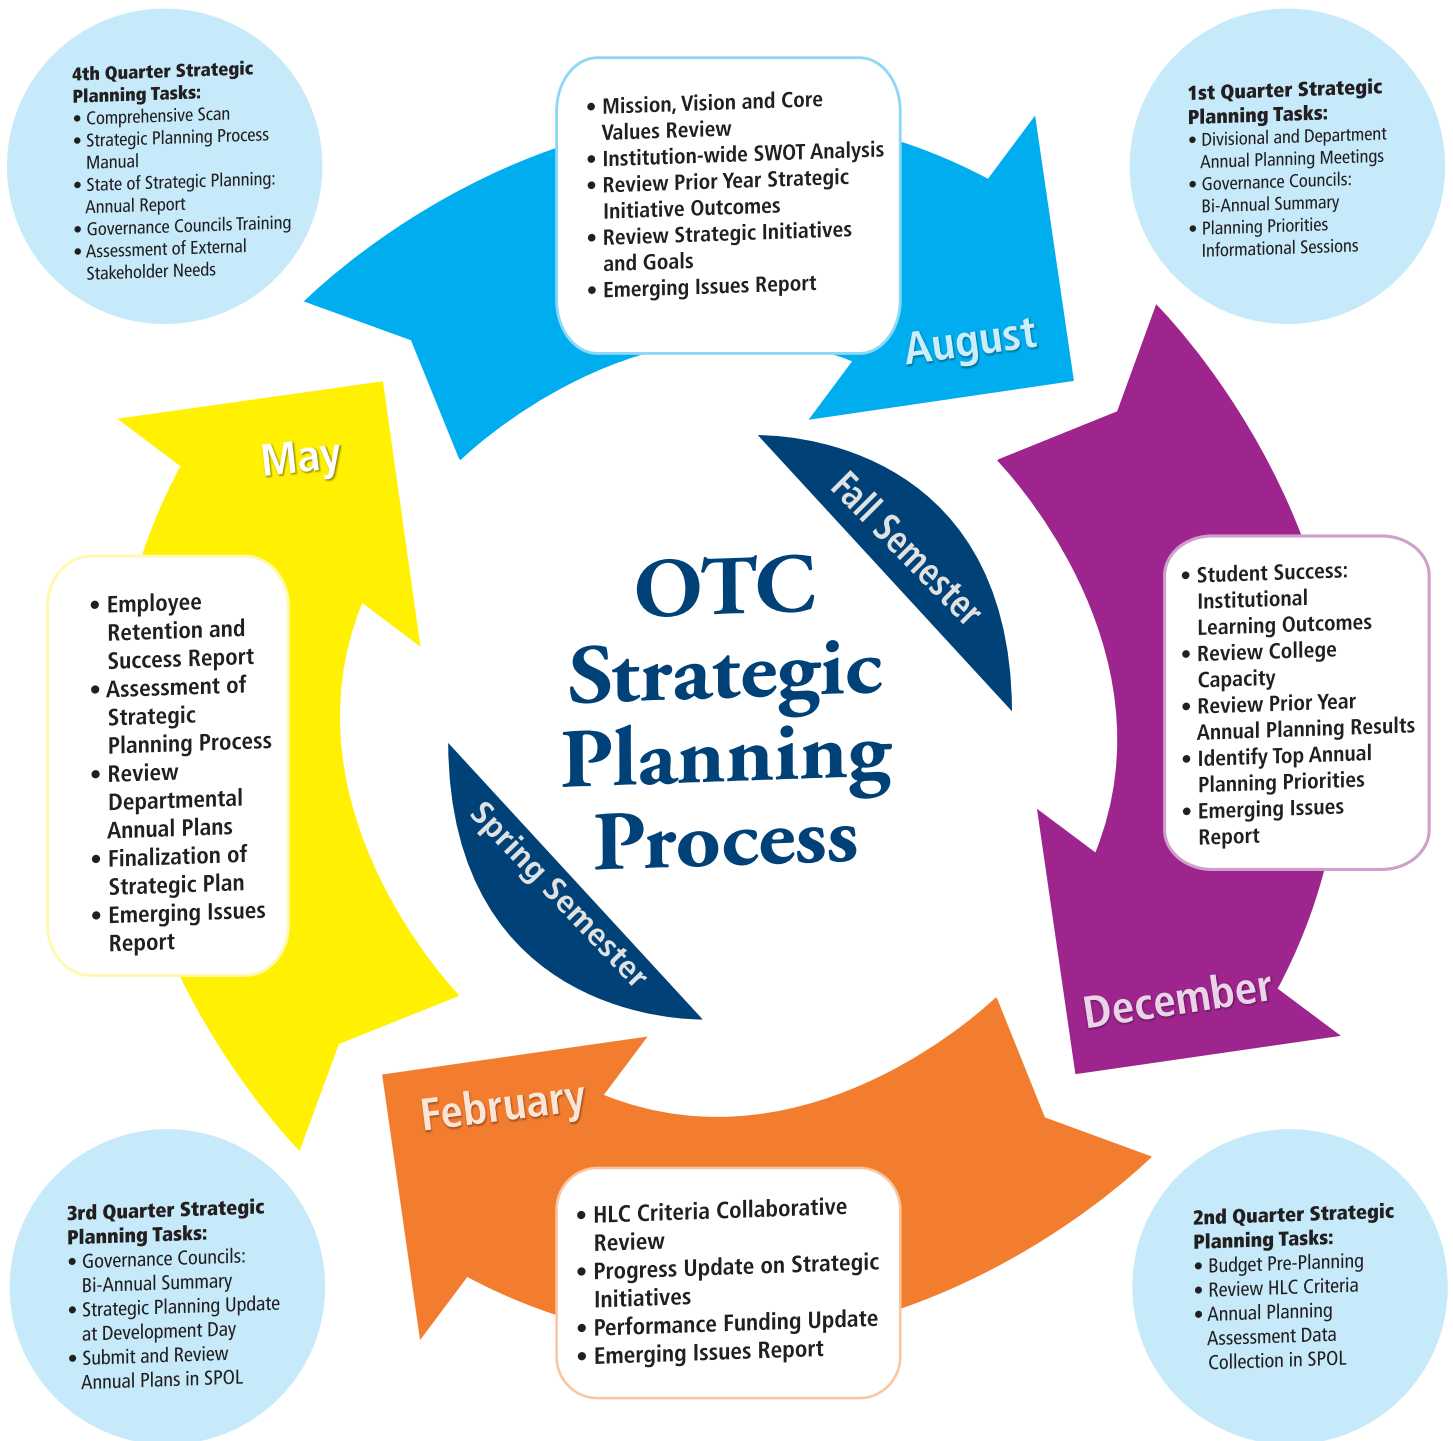 4th Quarter Strategic
Planning Tasks:
• Comprehensive Scan
• Strategic Planning Process
Manual
• State of Strategic Planning:
Annual Report
• Governance Councils Training
• Assessment of External
Stakeholder Needs
• Mission, Vision and Core
Values Review
• Institution-wide SWOT Analysis
• Review Prior Year Strategic
Initiative Outcomes
• Review Strategic Initiatives
and Goals
• Emerging Issues Report
August
1st Quarter Strategic
Planning Tasks:
• Divisional and Department
Annual Planning Meetings
• Governance Councils:
Bi-Annual Summary
• Planning Priorities
Informational Sessions
May
Fall Semester
OTC
Strategic
Planning
Process
Spring Semester
• Employee
Retention and
Success Report
• Assessment of
Strategic
Planning Process
• Review
Departmental
Annual Plans
• Finalization of
Strategic Plan
• Emerging Issues
Report
• Student Success:
Institutional
Learning Outcomes
• Review College
Capacity
• Review Prior Year
Annual Planning Results
• Identify Top Annual
Planning Priorities
• Emerging Issues
Report
December
February
3rd Quarter Strategic
Planning Tasks:
• Governance Councils:
Bi-Annual Summary
• Strategic Planning Update
at Development Day
• Submit and Review
Annual Plans in SPOL
• HLC Criteria Collaborative
Review
• Progress Update on Strategic
Initiatives
• Performance Funding Update
• Emerging Issues Report
2nd Quarter Strategic
Planning Tasks:
• Budget Pre-Planning
• Review HLC Criteria
• Annual Planning
Assessment Data
Collection in SPOL